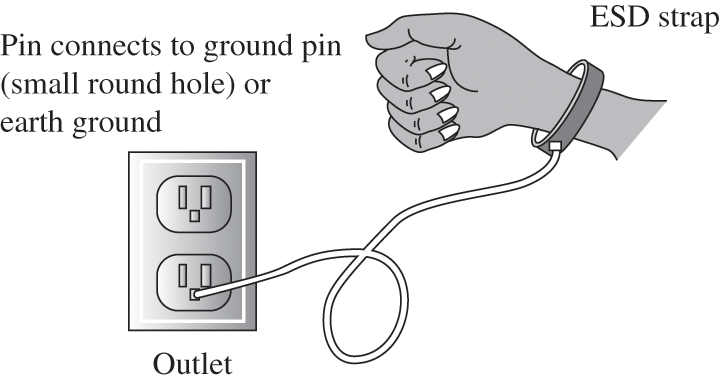 ESD strap
Pin connects to ground pin
(small round hole) or
earth ground
Outlet